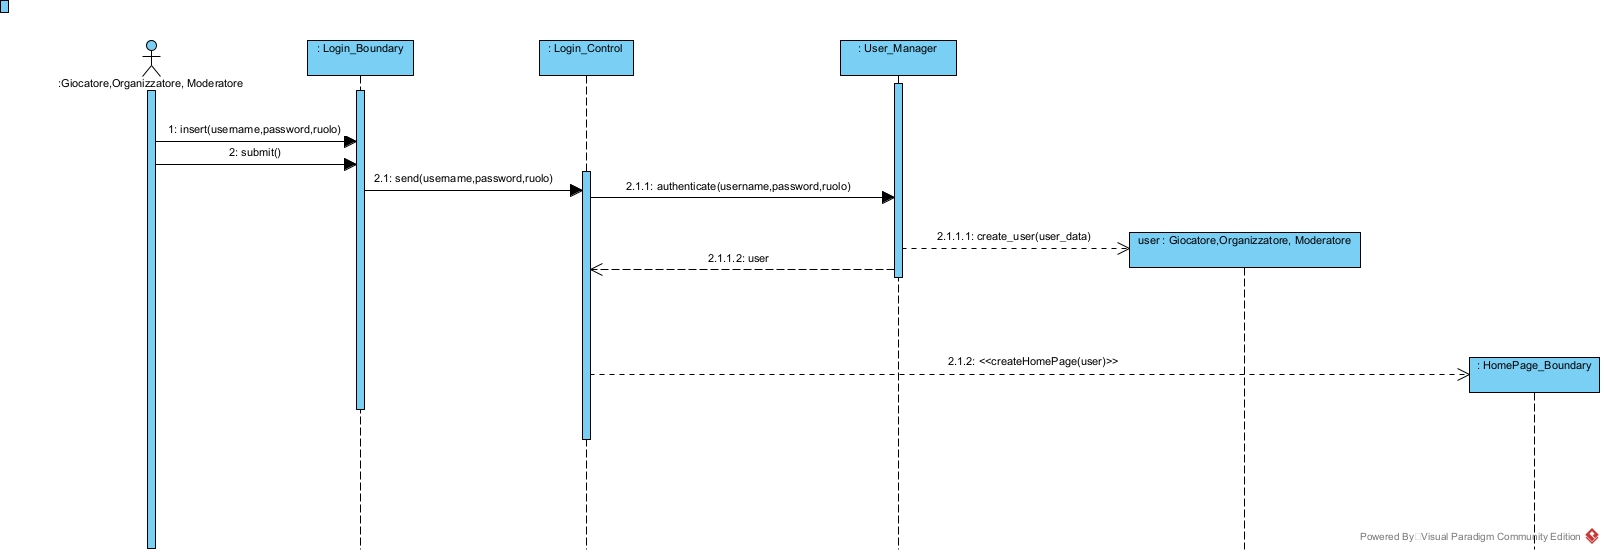 : Login_Boundary
: Login_Control
: User_Manager
:Giocatore,Organizzatore, Moderatore
1: insert(username,password,ruolo)
2: submit()
2.1: send(username,password,ruolo)
2.1.1: authenticate(username,password,ruolo)
2.1.1.1: create_user(user_data)
user : Giocatore,Organizzatore, Moderatore
2.1.1.2: user
2.1.2: <<createHomePage(user)>>
: HomePage_Boundary
Powered By Visual Paradigm Community Edition